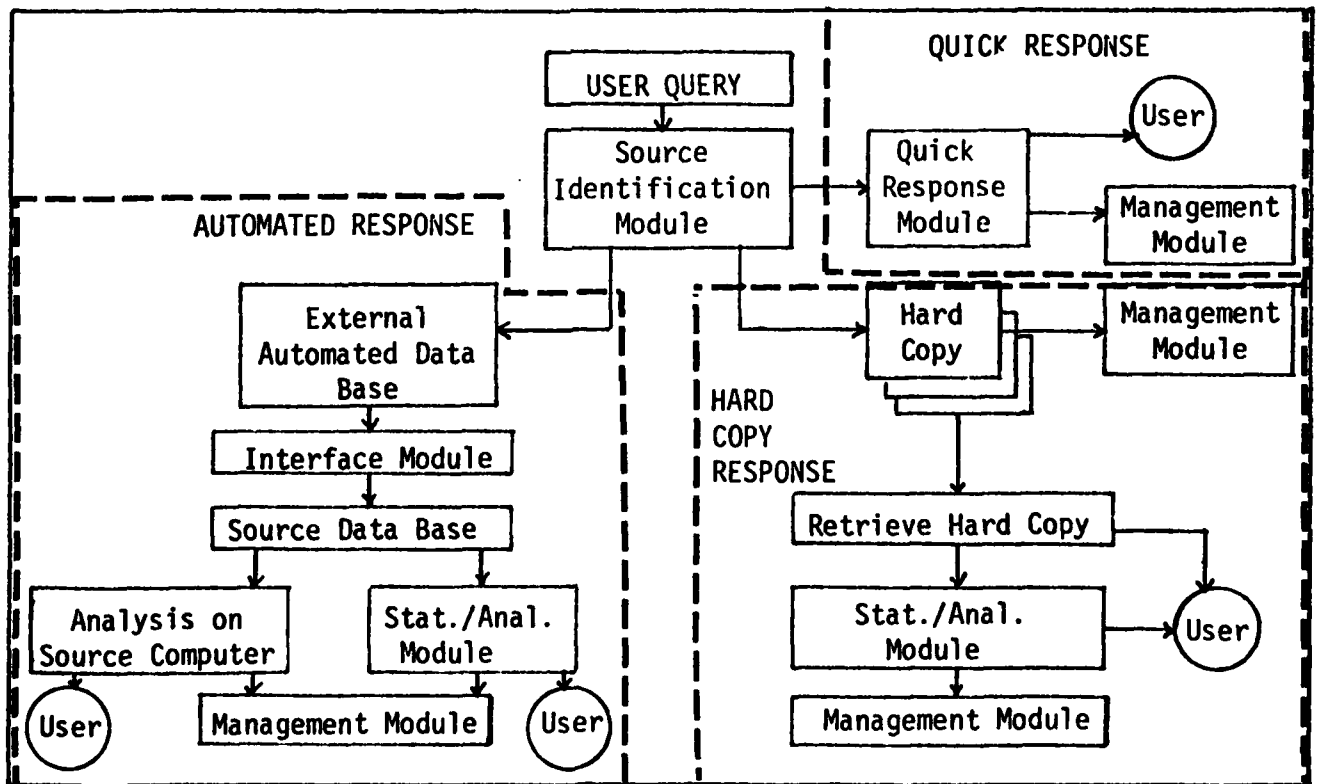 QUICK RESPONSE
USER QUERY
User
Source
Identification
Module
Quick
Response
Module
Management
Module
AUTOMATED RESPONSE
External
Automated Data
Base
Hard
Copy
Management
Module
HARD
COPY
RESPONSE
Interface Module
Source Data Base
Retrieve Hard Copy
Analysis on
Source Computer
Stat./Anal.
Module
Stat./Anal.
Module
User
User
Management Module
User
Management Module